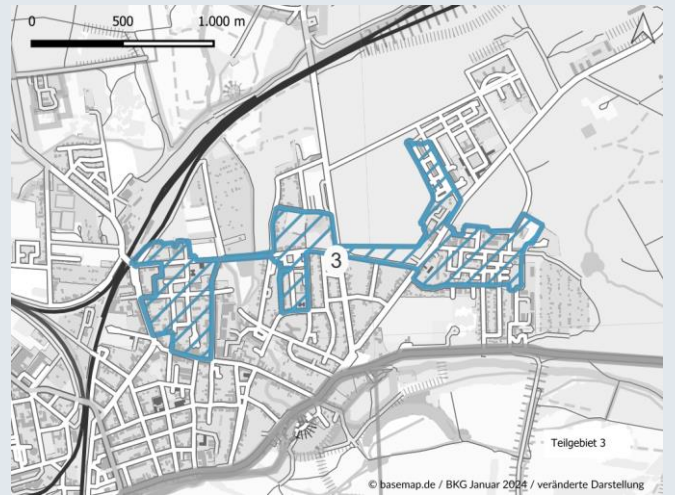 0 500 1.000 m
3
Teilgebiet 3
© basemap.de / BKG Januar 2024 / veränderte Darstellung